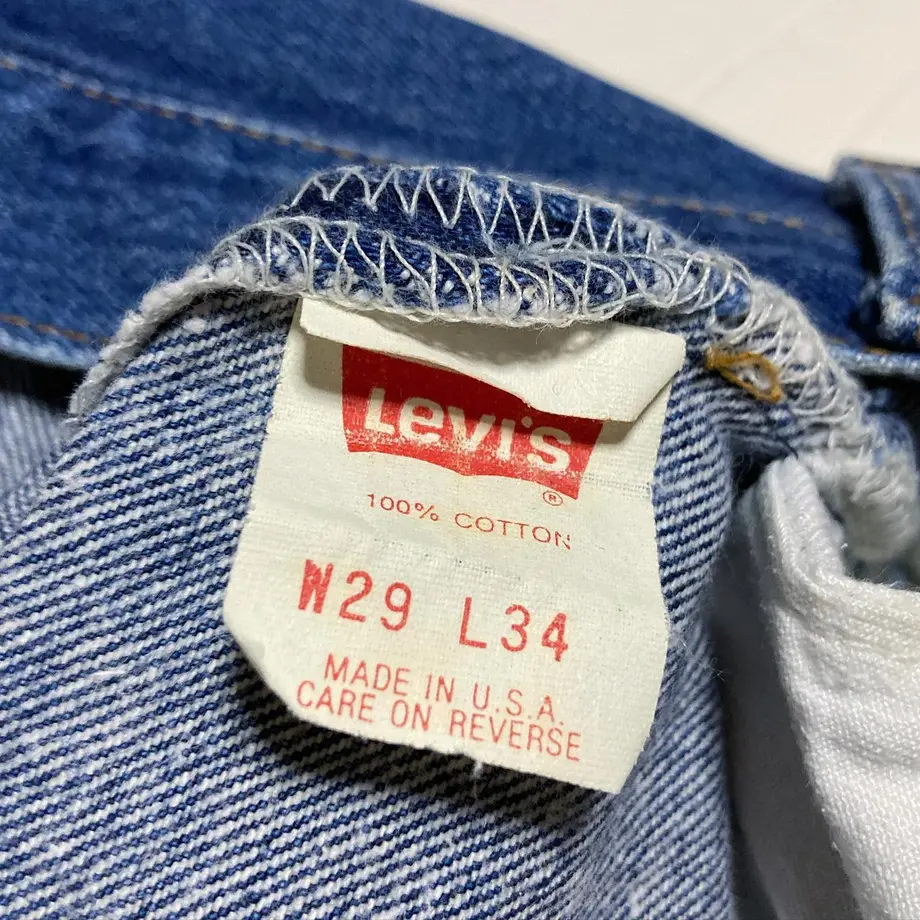 Levi's
®
100% COTTON
W29 L34
MADE IN U.S.A.
CARE ON REVERSE